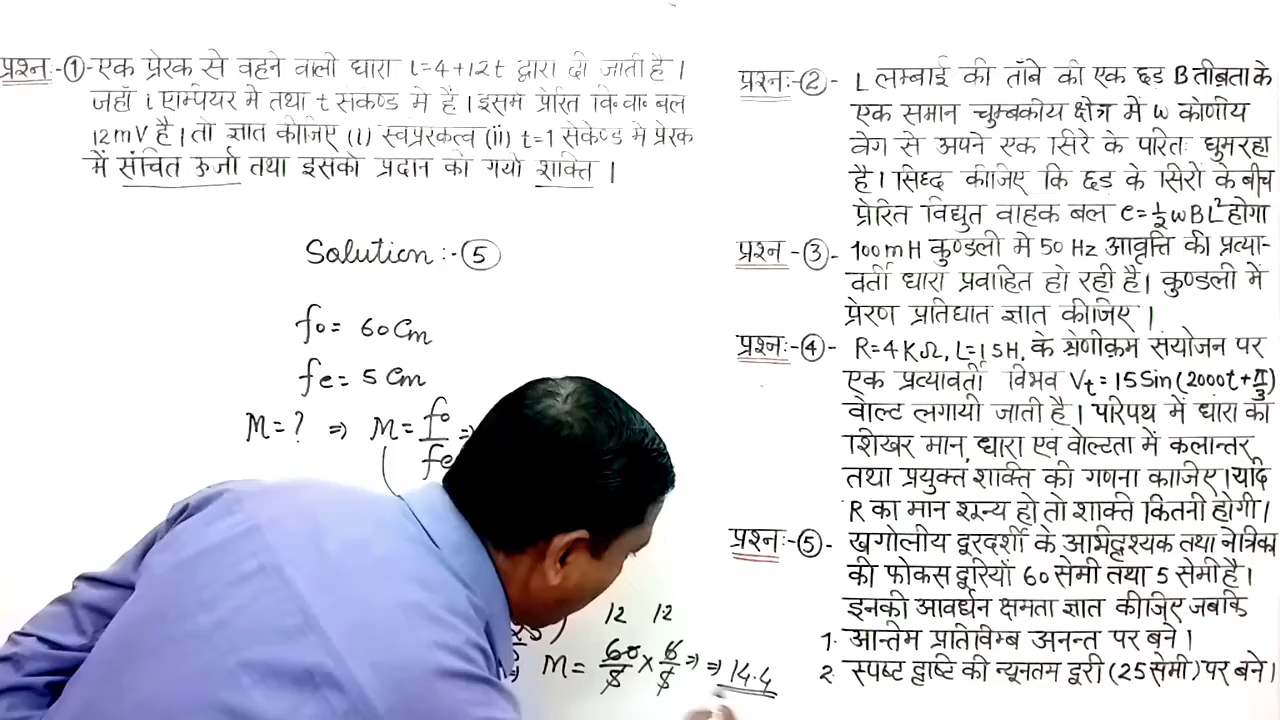 प्रश्न:-①- एक प्रेरक से बहने वाली धारा i=4+12t द्वारा दी जाती है।
जहाँ i एम्पियर मे तथा t सेकण्ड मे है। इसमे प्रेरित वि॰ वा॰ बल
12mV है। तो ज्ञात कीजिए (i) स्वप्रेरकत्व (ii) t=1 सेकेण्ड मे प्रेरक
में संचित ऊर्जा तथा इसको प्रदान की गयी शक्ति।
Solution:-⑤
fo = 60 Cm
fe = 5 Cm
M = ? ⇒ M = fo/fe ⇒
12 12
M = 60/5 × 6/5 ⇒ ⇒ 14.4
प्रश्न:-②- L लम्बाई की ताँबे की एक छड़ B तीव्रता के
एक समान चुम्बकीय क्षेत्र में w कोणीय
वेग से अपने एक सिरे के परितः घुम रहा
है। सिध्द कीजिए कि छड़ के सिरो के बीच
प्रेरित विद्युत वाहक बल e=½wBL² होगा
प्रश्न-③- 100mH कुण्डली मे 50 Hz आवृत्ति की प्रत्या-
वर्ती धारा प्रवाहित हो रही है। कुण्डली में
प्रेरण प्रतिघात ज्ञात कीजिए।
प्रश्न:-④- R=4KΩ, L=1.5H, के श्रेणीक्रम संयोजन पर
एक प्रत्यावर्ती विभव Vt = 15 Sin (2000t+π/3)
वोल्ट लगायी जाती है। परिपथ में धारा का
शिखर मान, धारा एवं वोल्टता में कलान्तर
तथा प्रयुक्त शक्ति की गणना कीजिए। यदि
R का मान शून्य हो तो शक्ति कितनी होगी।
प्रश्न:-⑤- खगोलीय दूरदर्शी के अभिदृश्यक तथा नेत्रिका
की फोकस दूरियाँ 60 सेमी तथा 5 सेमी है।
इनकी आवर्धन क्षमता ज्ञात कीजिए जबकि
1. अन्तिम प्रतिविम्ब अनन्त पर बने।
2. स्पष्ट दृष्टि की न्यूनतम दूरी (25 सेमी) पर बने।